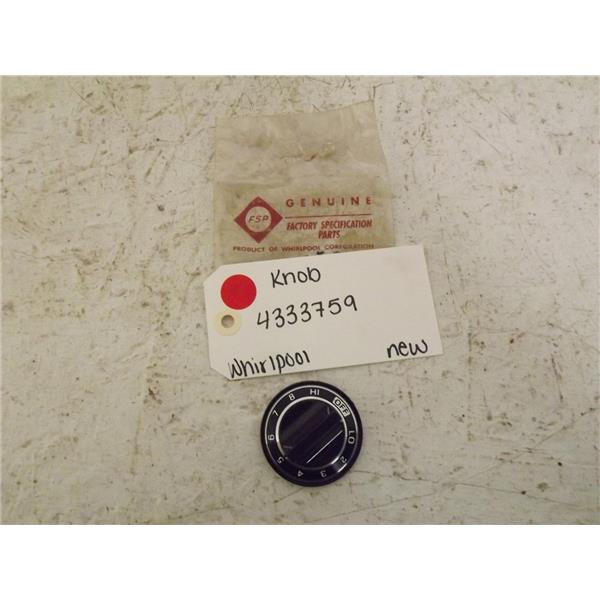 FSP
GENUINE
FACTORY SPECIFICATION
PARTS
PRODUCT OF WHIRLPOOL CORPORATION
Knob
4333759
Whirlpool
new
OFF LO 2 3 4 5 6 7 8 HI